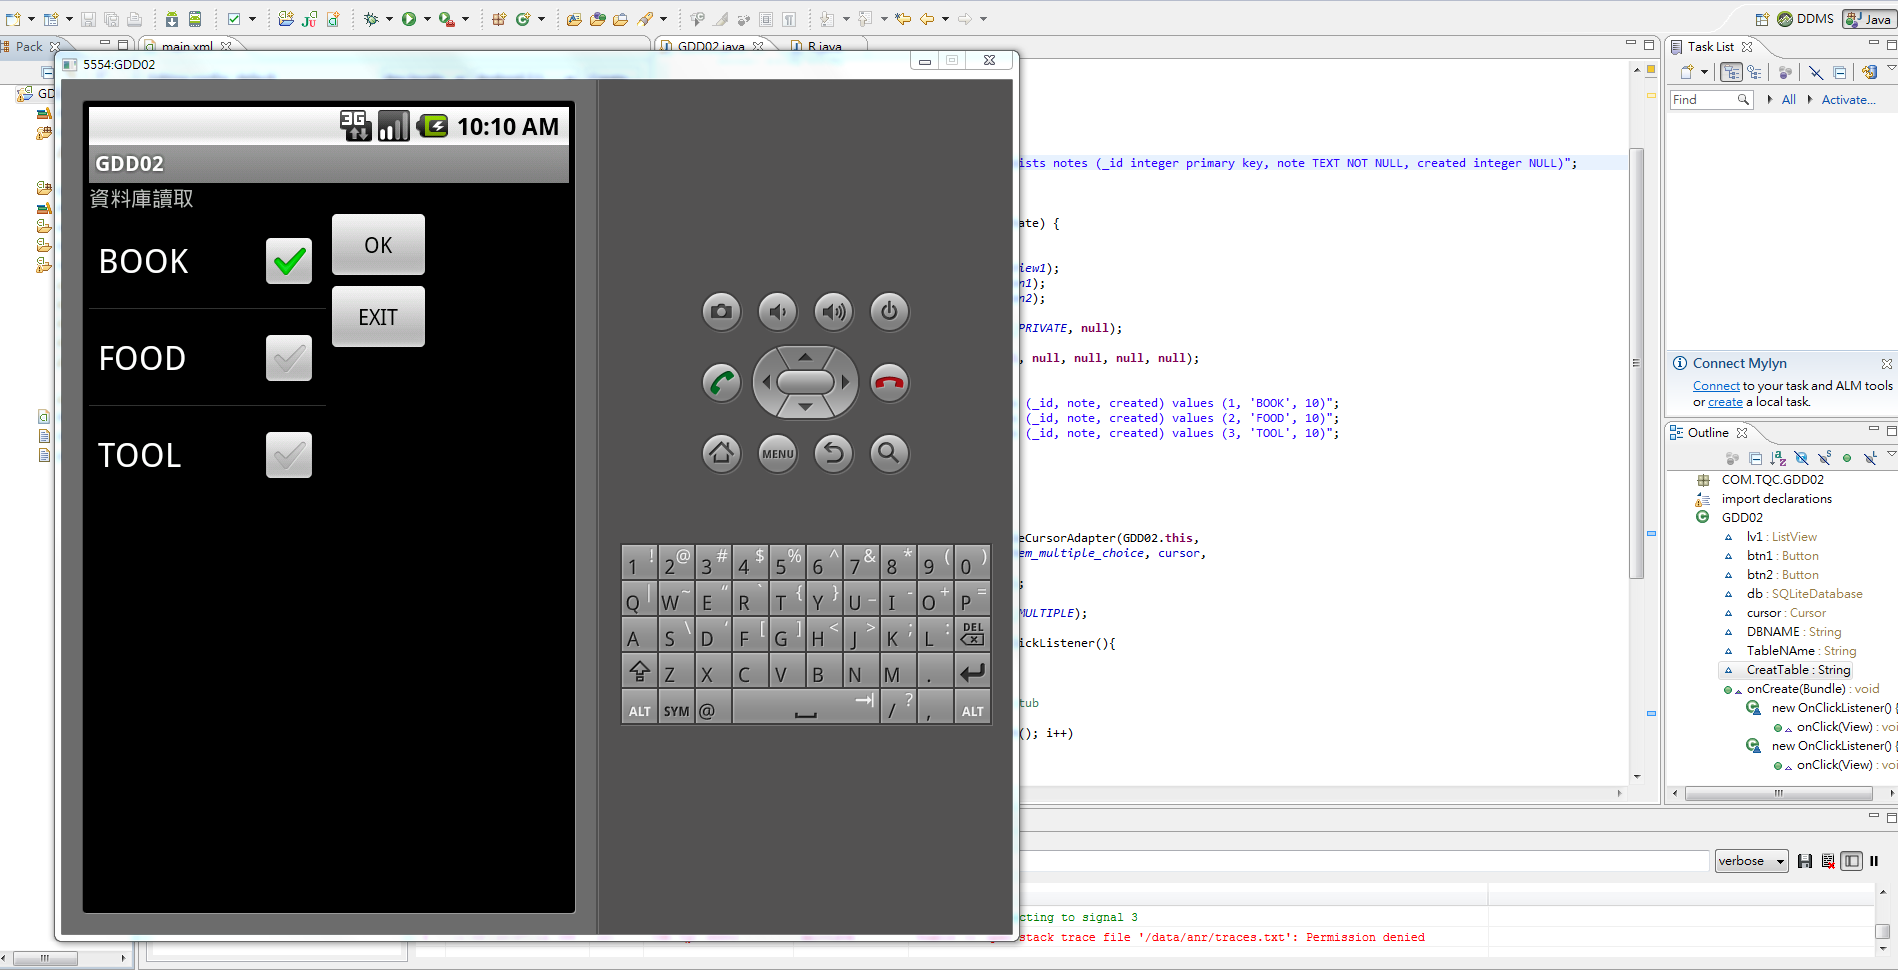 DDMS
Java
Pack
main.xml
GDD02.java
R.java
Task List
5554:GDD02
GD
3G
10:10 AM
GDD02
資料庫讀取
BOOK
OK
EXIT
FOOD
TOOL
MENU
1 ! 2 @ 3 # 4 $ 5 % 6 ^ 7 & 8 * 9 ( 0 )
Q | W ~ E “ R ` T { Y } U _ I - O + P =
A S \ D ‘ F [ G ] H < J > K ; L : DEL
Z X C V B N M .
ALT SYM @ / ? , ALT
ists notes (_id integer primary key, note TEXT NOT NULL, created integer NULL)";
ate) {
iew1);
n1);
n2);
PRIVATE, null);
, null, null, null, null);
(_id, note, created) values (1, 'BOOK', 10)";
(_id, note, created) values (2, 'FOOD', 10)";
(_id, note, created) values (3, 'TOOL', 10)";
eCursorAdapter(GDD02.this,
em_multiple_choice, cursor,
;
MULTIPLE);
ickListener(){
tub
(); i++)
Find
All
Activate...
Connect Mylyn
Connect to your task and ALM tools
or create a local task.
Outline
COM.TQC.GDD02
import declarations
GDD02
lv1 : ListView
btn1 : Button
btn2 : Button
db : SQLiteDatabase
cursor : Cursor
DBNAME : String
TableNAme : String
CreatTable : String
onCreate(Bundle) : void
new OnClickListener() {
onClick(View) : voi
new OnClickListener() {
onClick(View) : voi
verbose
cting to signal 3
stack trace file '/data/anr/traces.txt': Permission denied